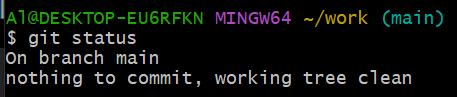 Al@DESKTOP-EU6RFKN MINGW64 ~/work (main)
$ git status
On branch main
nothing to commit, working tree clean